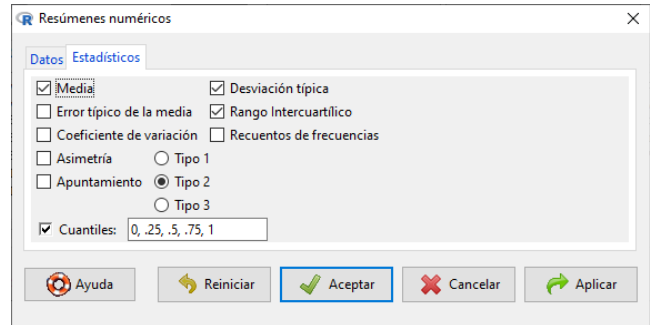 Resúmenes numéricos
Datos Estadísticos
Media Desviación típica
Error típico de la media Rango Intercuartílico
Coeficiente de variación Recuentos de frecuencias
Asimetría Tipo 1
Apuntamiento Tipo 2
Tipo 3
Cuantiles: 0, .25, .5, .75, 1
Ayuda Reiniciar Aceptar Cancelar Aplicar